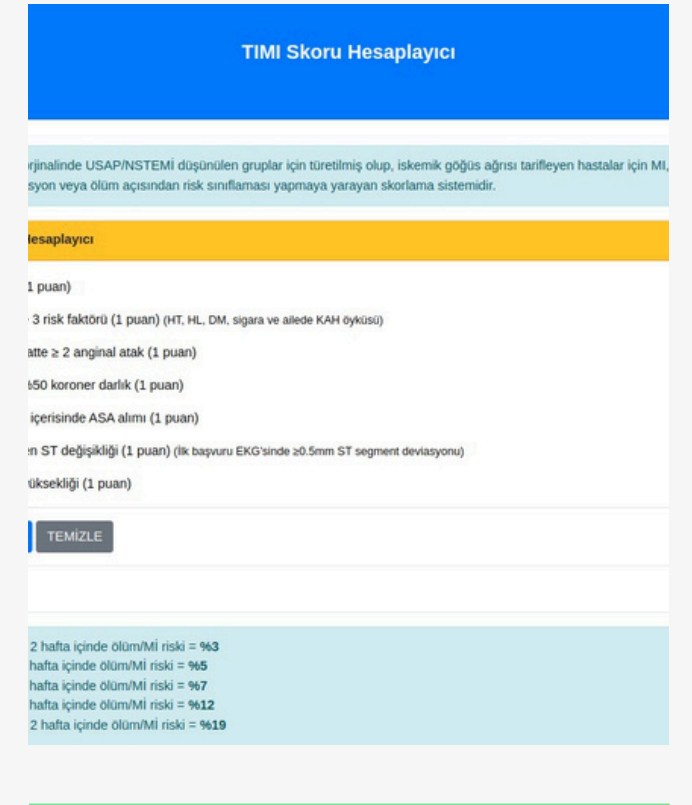 TIMI Skoru Hesaplayıcı
rjinalinde USAP/NSTEMİ düşünülen gruplar için türetilmiş olup, iskemik göğüs ağrısı tarifleyen hastalar için MI,
syon veya ölüm açısından risk sınıflaması yapmaya yarayan skorlama sistemidir.
Hesaplayıcı
1 puan)
3 risk faktörü (1 puan) (HT, HL, DM, sigara ve ailede KAH öyküsü)
atte ≥ 2 anginal atak (1 puan)
%50 koroner darlık (1 puan)
içerisinde ASA alımı (1 puan)
en ST değişikliği (1 puan) (İlk başvuru EKG'sinde ≥0.5mm ST segment deviasyonu)
üksekliği (1 puan)
TEMİZLE
2 hafta içinde ölüm/Mİ riski = %3
hafta içinde ölüm/Mİ riski = %5
hafta içinde ölüm/Mİ riski = %7
hafta içinde ölüm/Mİ riski = %12
2 hafta içinde ölüm/Mİ riski = %19